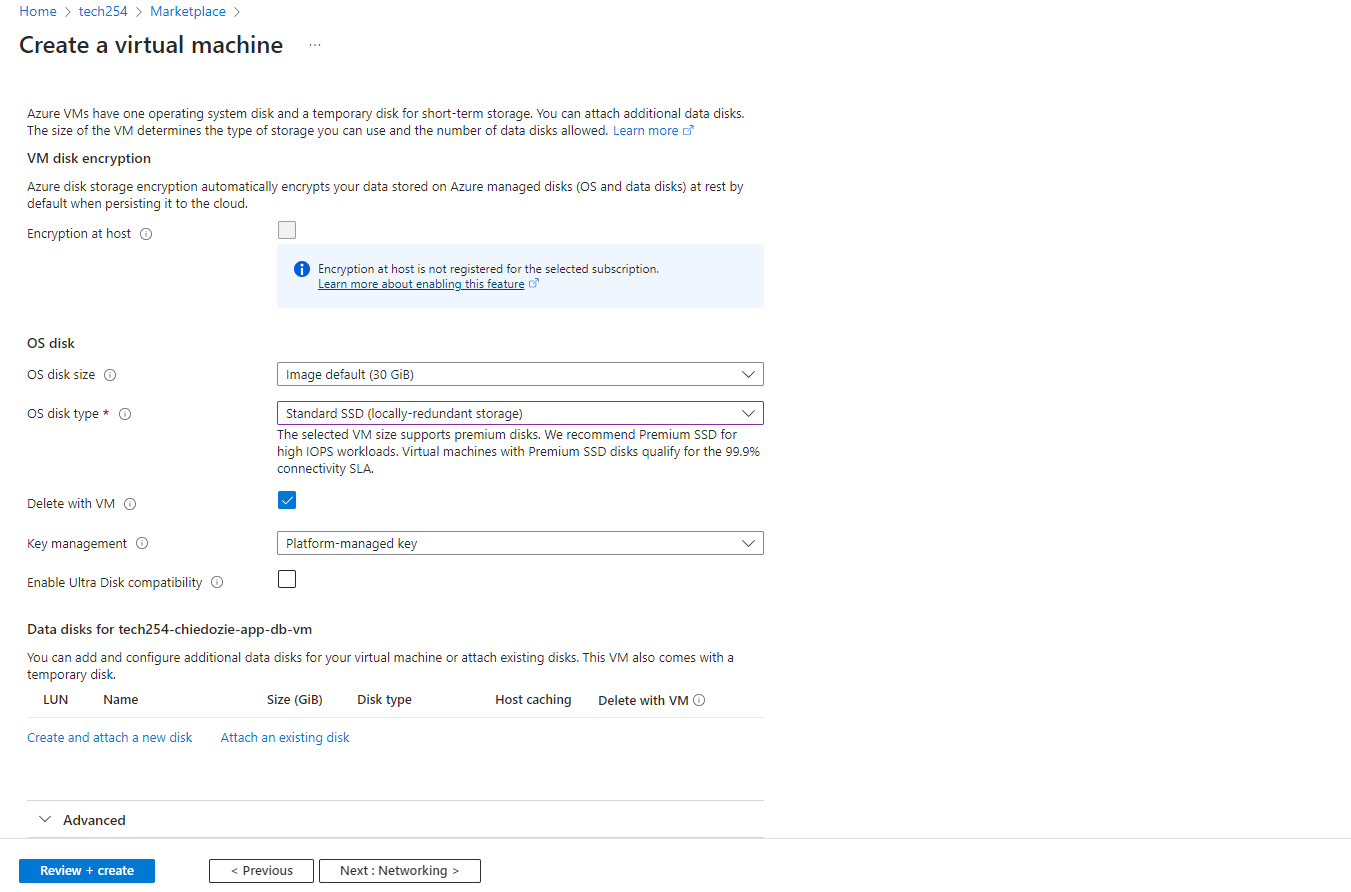 Home > tech254 > Marketplace >
Create a virtual machine ...
Azure VMs have one operating system disk and a temporary disk for short-term storage. You can attach additional data disks.
The size of the VM determines the type of storage you can use and the number of data disks allowed. Learn more
VM disk encryption
Azure disk storage encryption automatically encrypts your data stored on Azure managed disks (OS and data disks) at rest by
default when persisting it to the cloud.
Encryption at host
Encryption at host is not registered for the selected subscription.
Learn more about enabling this feature
OS disk
OS disk size
Image default (30 GiB)
OS disk type *
Standard SSD (locally-redundant storage)
The selected VM size supports premium disks. We recommend Premium SSD for
high IOPS workloads. Virtual machines with Premium SSD disks qualify for the 99.9%
connectivity SLA.
Delete with VM
Key management
Platform-managed key
Enable Ultra Disk compatibility
Data disks for tech254-chiedozie-app-db-vm
You can add and configure additional data disks for your virtual machine or attach existing disks. This VM also comes with a
temporary disk.
LUN Name Size (GiB) Disk type Host caching Delete with VM
Create and attach a new disk Attach an existing disk
Advanced
Review + create < Previous Next : Networking >